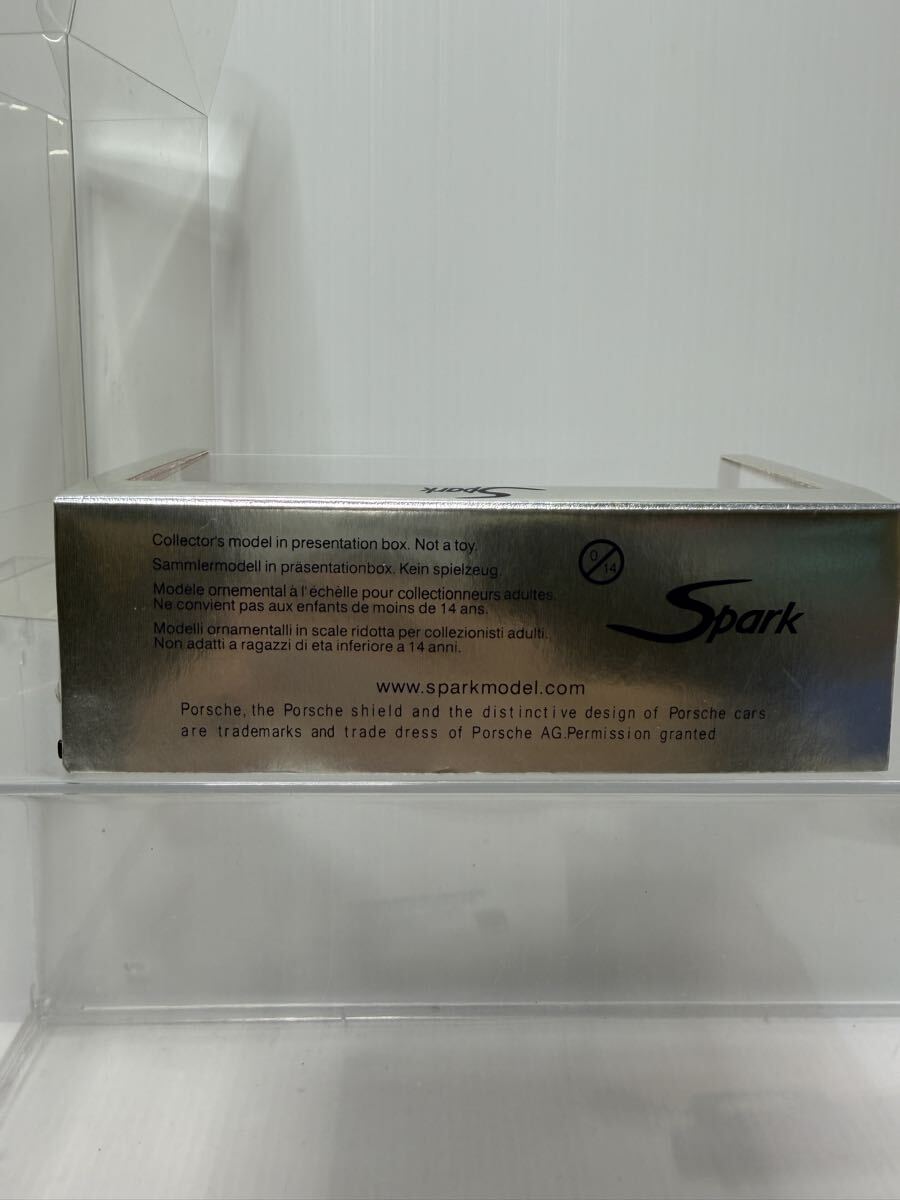 Spark
Collector's model in presentation box. Not a toy.
Sammlermodell in präsentationbox. Kein spielzeug.
0/14
Modèle ornemental à l'échèlle pour collectionneurs adultes.
Ne convient pas aux enfants de moins de 14 ans.
Spark
Modelli ornamentalli in scale ridotta per collezionisti adulti.
Non adatti a ragazzi di eta inferiore a 14 anni.
www.sparkmodel.com
Porsche, the Porsche shield and the distinctive design of Porsche cars
are trademarks and trade dress of Porsche AG.Permission granted